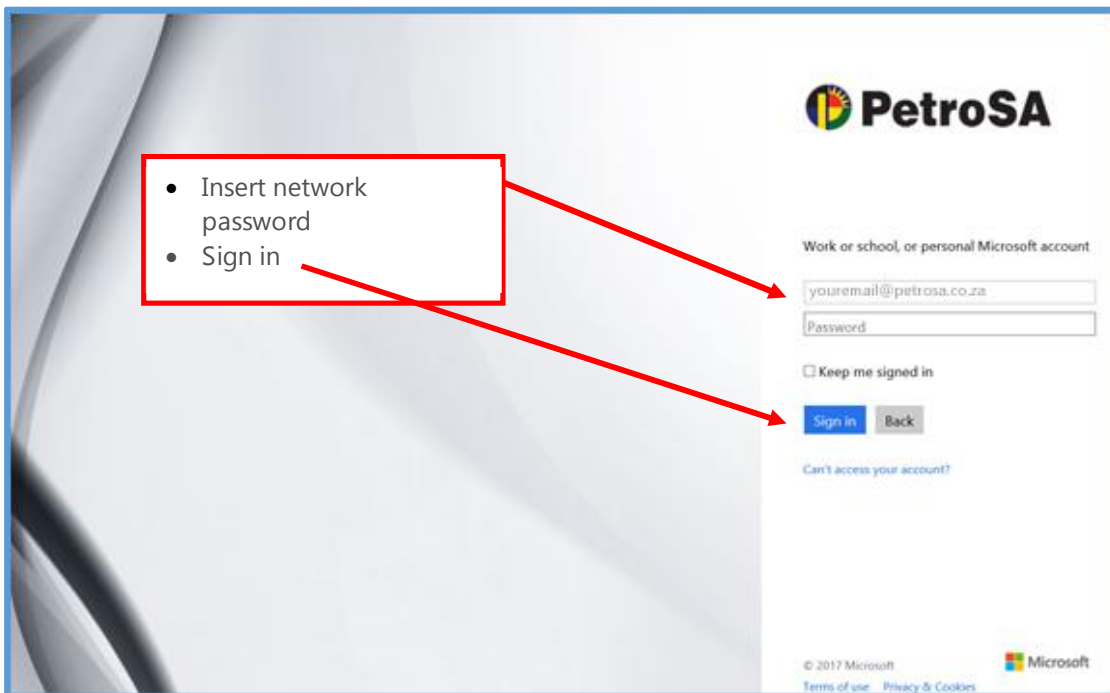 PetroSA
• Insert network
password
• Sign in
Work or school, or personal Microsoft account
youremail@petrosa.co.za
Password
Keep me signed in
Sign in Back
Can't access your account?
© 2017 Microsoft Microsoft
Terms of use Privacy & Cookies